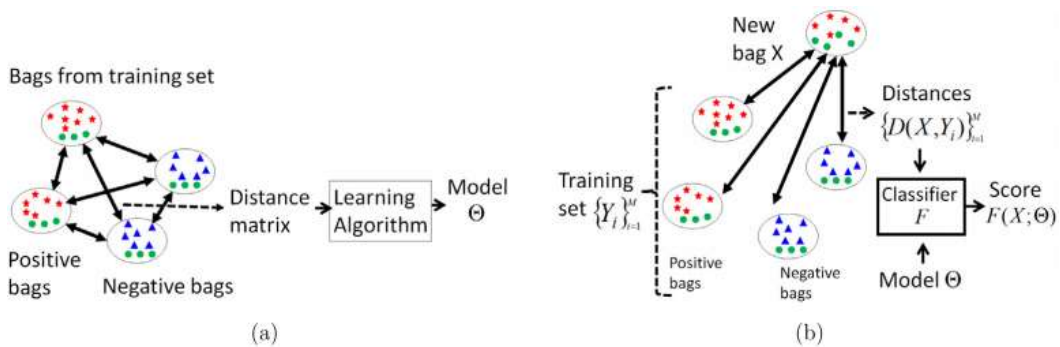 Bags from training set
Positive
bags
Negative bags
Distance
matrix
Learning
Algorithm
Model
Θ
(a)
New
bag X
Training
set {Y_i}_{i=1}^{M}
Positive
bags
Negative
bags
Distances
{D(X,Y_i)}_{i=1}^{M}
Classifier
F
Score
F(X;Θ)
Model Θ
(b)